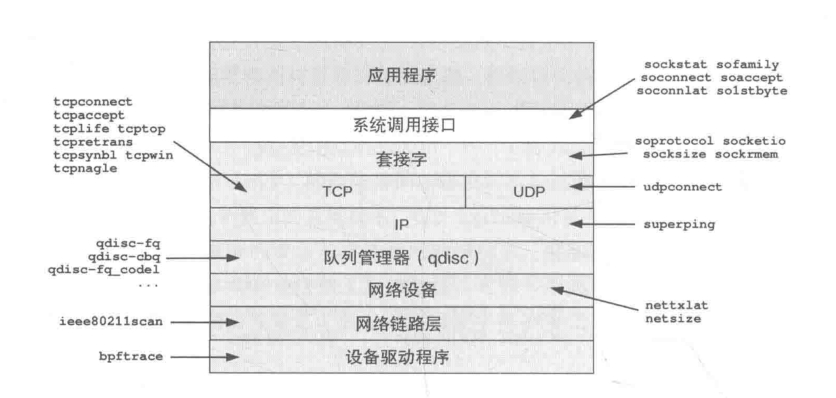 应用程序
sockstat sofamily
soconnect soaccept
soconnlat so1stbyte
tcpconnect
tcpaccept
tcplife tcptop
tcpretrans
tcpsynbl tcpwin
tcpnagle
系统调用接口
套接字
soprotocol socketio
socksize sockrmem
TCP
UDP
udpconnect
IP
superping
qdisc-fq
qdisc-cbq
qdisc-fq_codel
...
队列管理器（qdisc）
网络设备
nettxlat
netsize
ieee80211scan
网络链路层
bpftrace
设备驱动程序